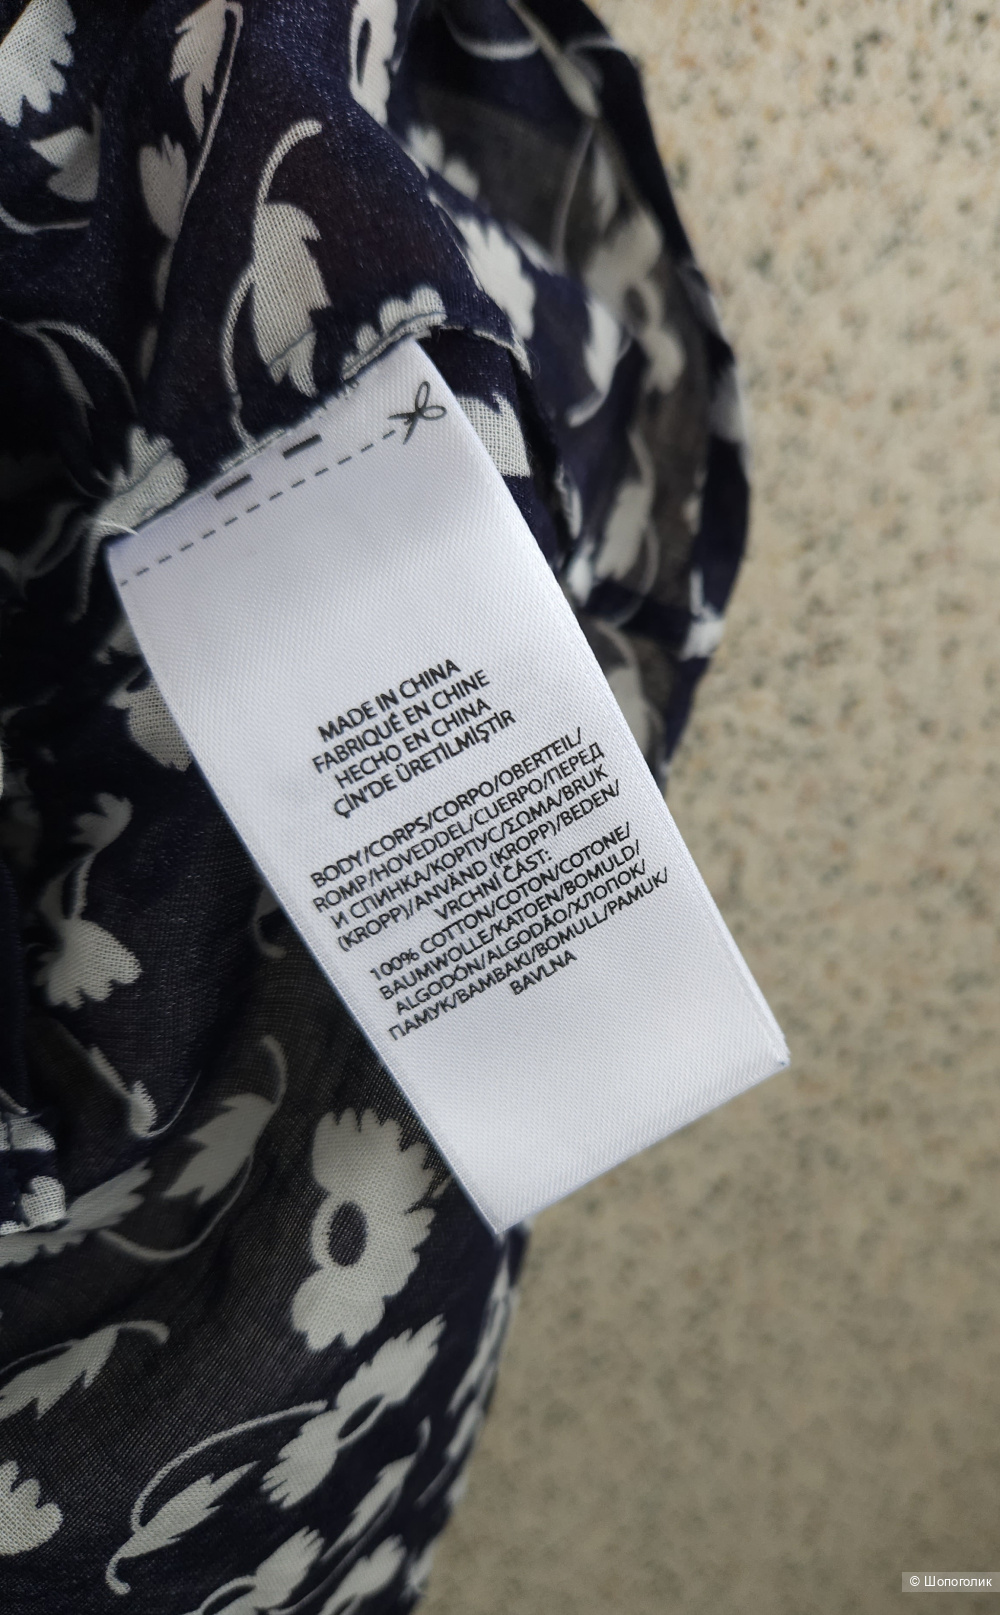 MADE IN CHINA
FABRIQUÉ EN CHINE
HECHO EN CHINA
ÇİN'DE ÜRETİLMİŞTİR
BODY/CORPS/CORPO/OBERTEIL/
ROMP/HOVEDDEL/CUERPO/ПЕРЕД
И СПИНКА/КОРПУС/ΣΩΜΑ/BRUK
(KROPP)/ANVÄND (KROPP)/BEDEN/
VRCHNÍ ČÁST:
100% COTTON/COTON/COTONE/
BAUMWOLLE/KATOEN/BOMULD/
ALGODÓN/ALGODÃO/ХЛОПОК/
ПАМУК/BAMBAKI/BOMULL/PAMUK/
BAVLNA
© Шопоголик